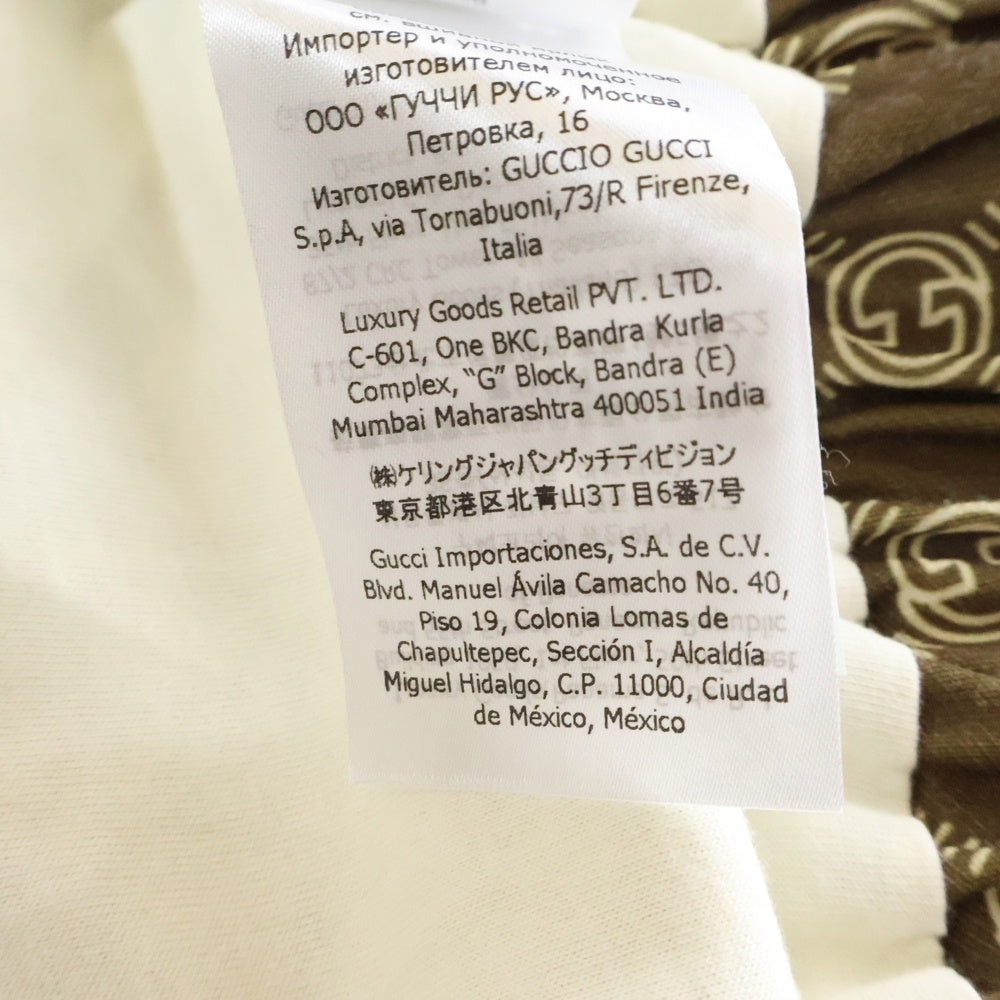 см.
Импортер и уполномоченное
изготовителем лицо:
ООО «ГУЧЧИ РУС», Москва,
Петровка, 16
Изготовитель: GUCCIO GUCCI
S.p.A, via Tornabuoni,73/R Firenze,
Italia
Luxury Goods Retail PVT. LTD.
C-601, One BKC, Bandra Kurla
Complex, “G” Block, Bandra (E)
Mumbai Maharashtra 400051 India
㈱ケリングジャパングッチディビジョン
東京都港区北青山3丁目6番7号
Gucci Importaciones, S.A. de C.V.
Blvd. Manuel Ávila Camacho No. 40,
Piso 19, Colonia Lomas de
Chapultepec, Sección I, Alcaldía
Miguel Hidalgo, C.P. 11000, Ciudad
de México, México